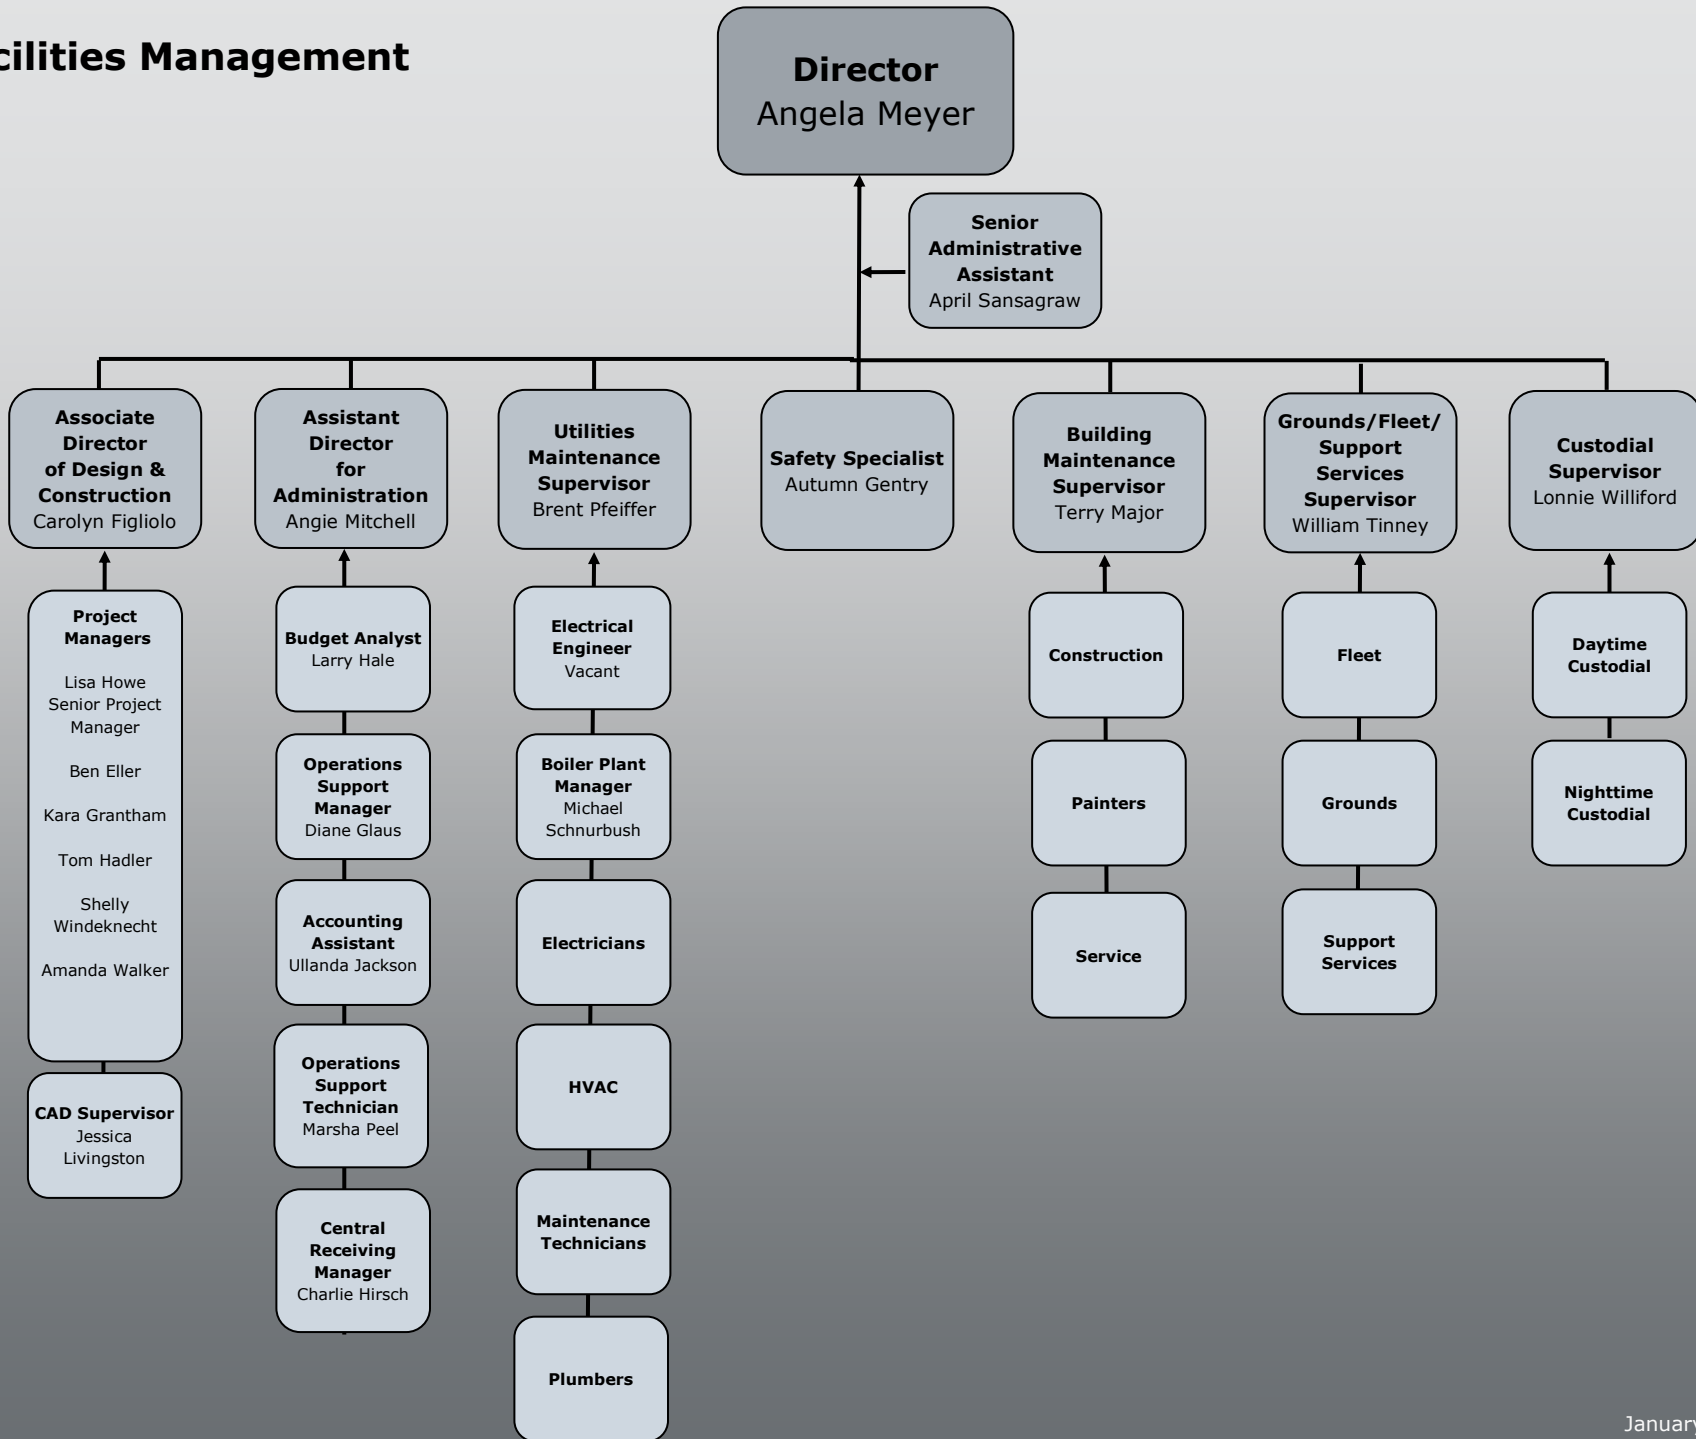 cilities Management
Director
Angela Meyer
Senior
Administrative
Assistant
April Sansagraw
Associate
Director
of Design &
Construction
Carolyn Figliolo
Assistant
Director
for
Administration
Angie Mitchell
Utilities
Maintenance
Supervisor
Brent Pfeiffer
Safety Specialist
Autumn Gentry
Building
Maintenance
Supervisor
Terry Major
Grounds/Fleet/
Support
Services
Supervisor
William Tinney
Custodial
Supervisor
Lonnie Williford
Project
Managers
Lisa Howe
Senior Project
Manager
Ben Eller
Kara Grantham
Tom Hadler
Shelly
Windeknecht
Amanda Walker
CAD Supervisor
Jessica
Livingston
Budget Analyst
Larry Hale
Operations
Support
Manager
Diane Glaus
Accounting
Assistant
Ullanda Jackson
Operations
Support
Technician
Marsha Peel
Central
Receiving
Manager
Charlie Hirsch
Electrical
Engineer
Vacant
Boiler Plant
Manager
Michael
Schnurbush
Electricians
HVAC
Maintenance
Technicians
Plumbers
Construction
Painters
Service
Fleet
Grounds
Support
Services
Daytime
Custodial
Nighttime
Custodial
January